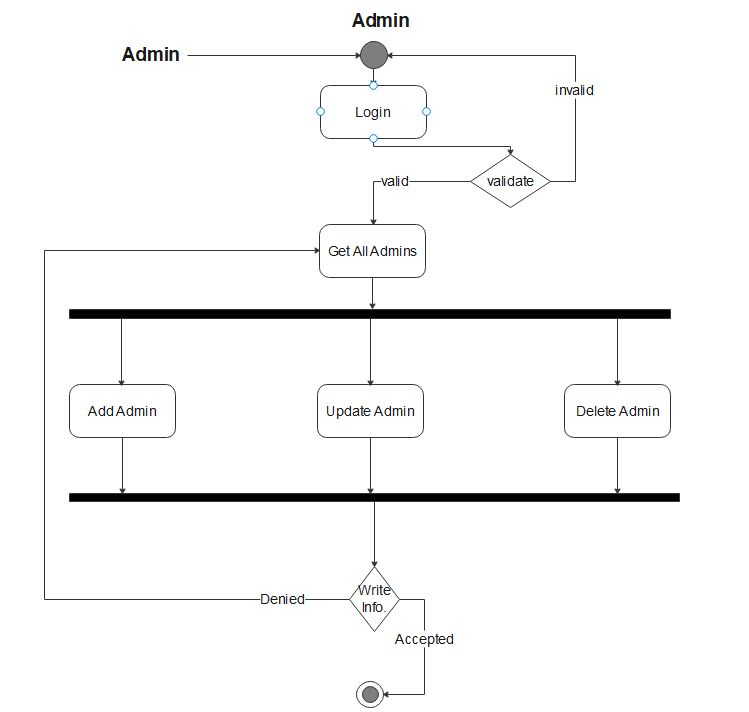 Admin
Admin
invalid
Login
valid
validate
Get All Admins
Add Admin
Update Admin
Delete Admin
Write
Info.
Denied
Accepted